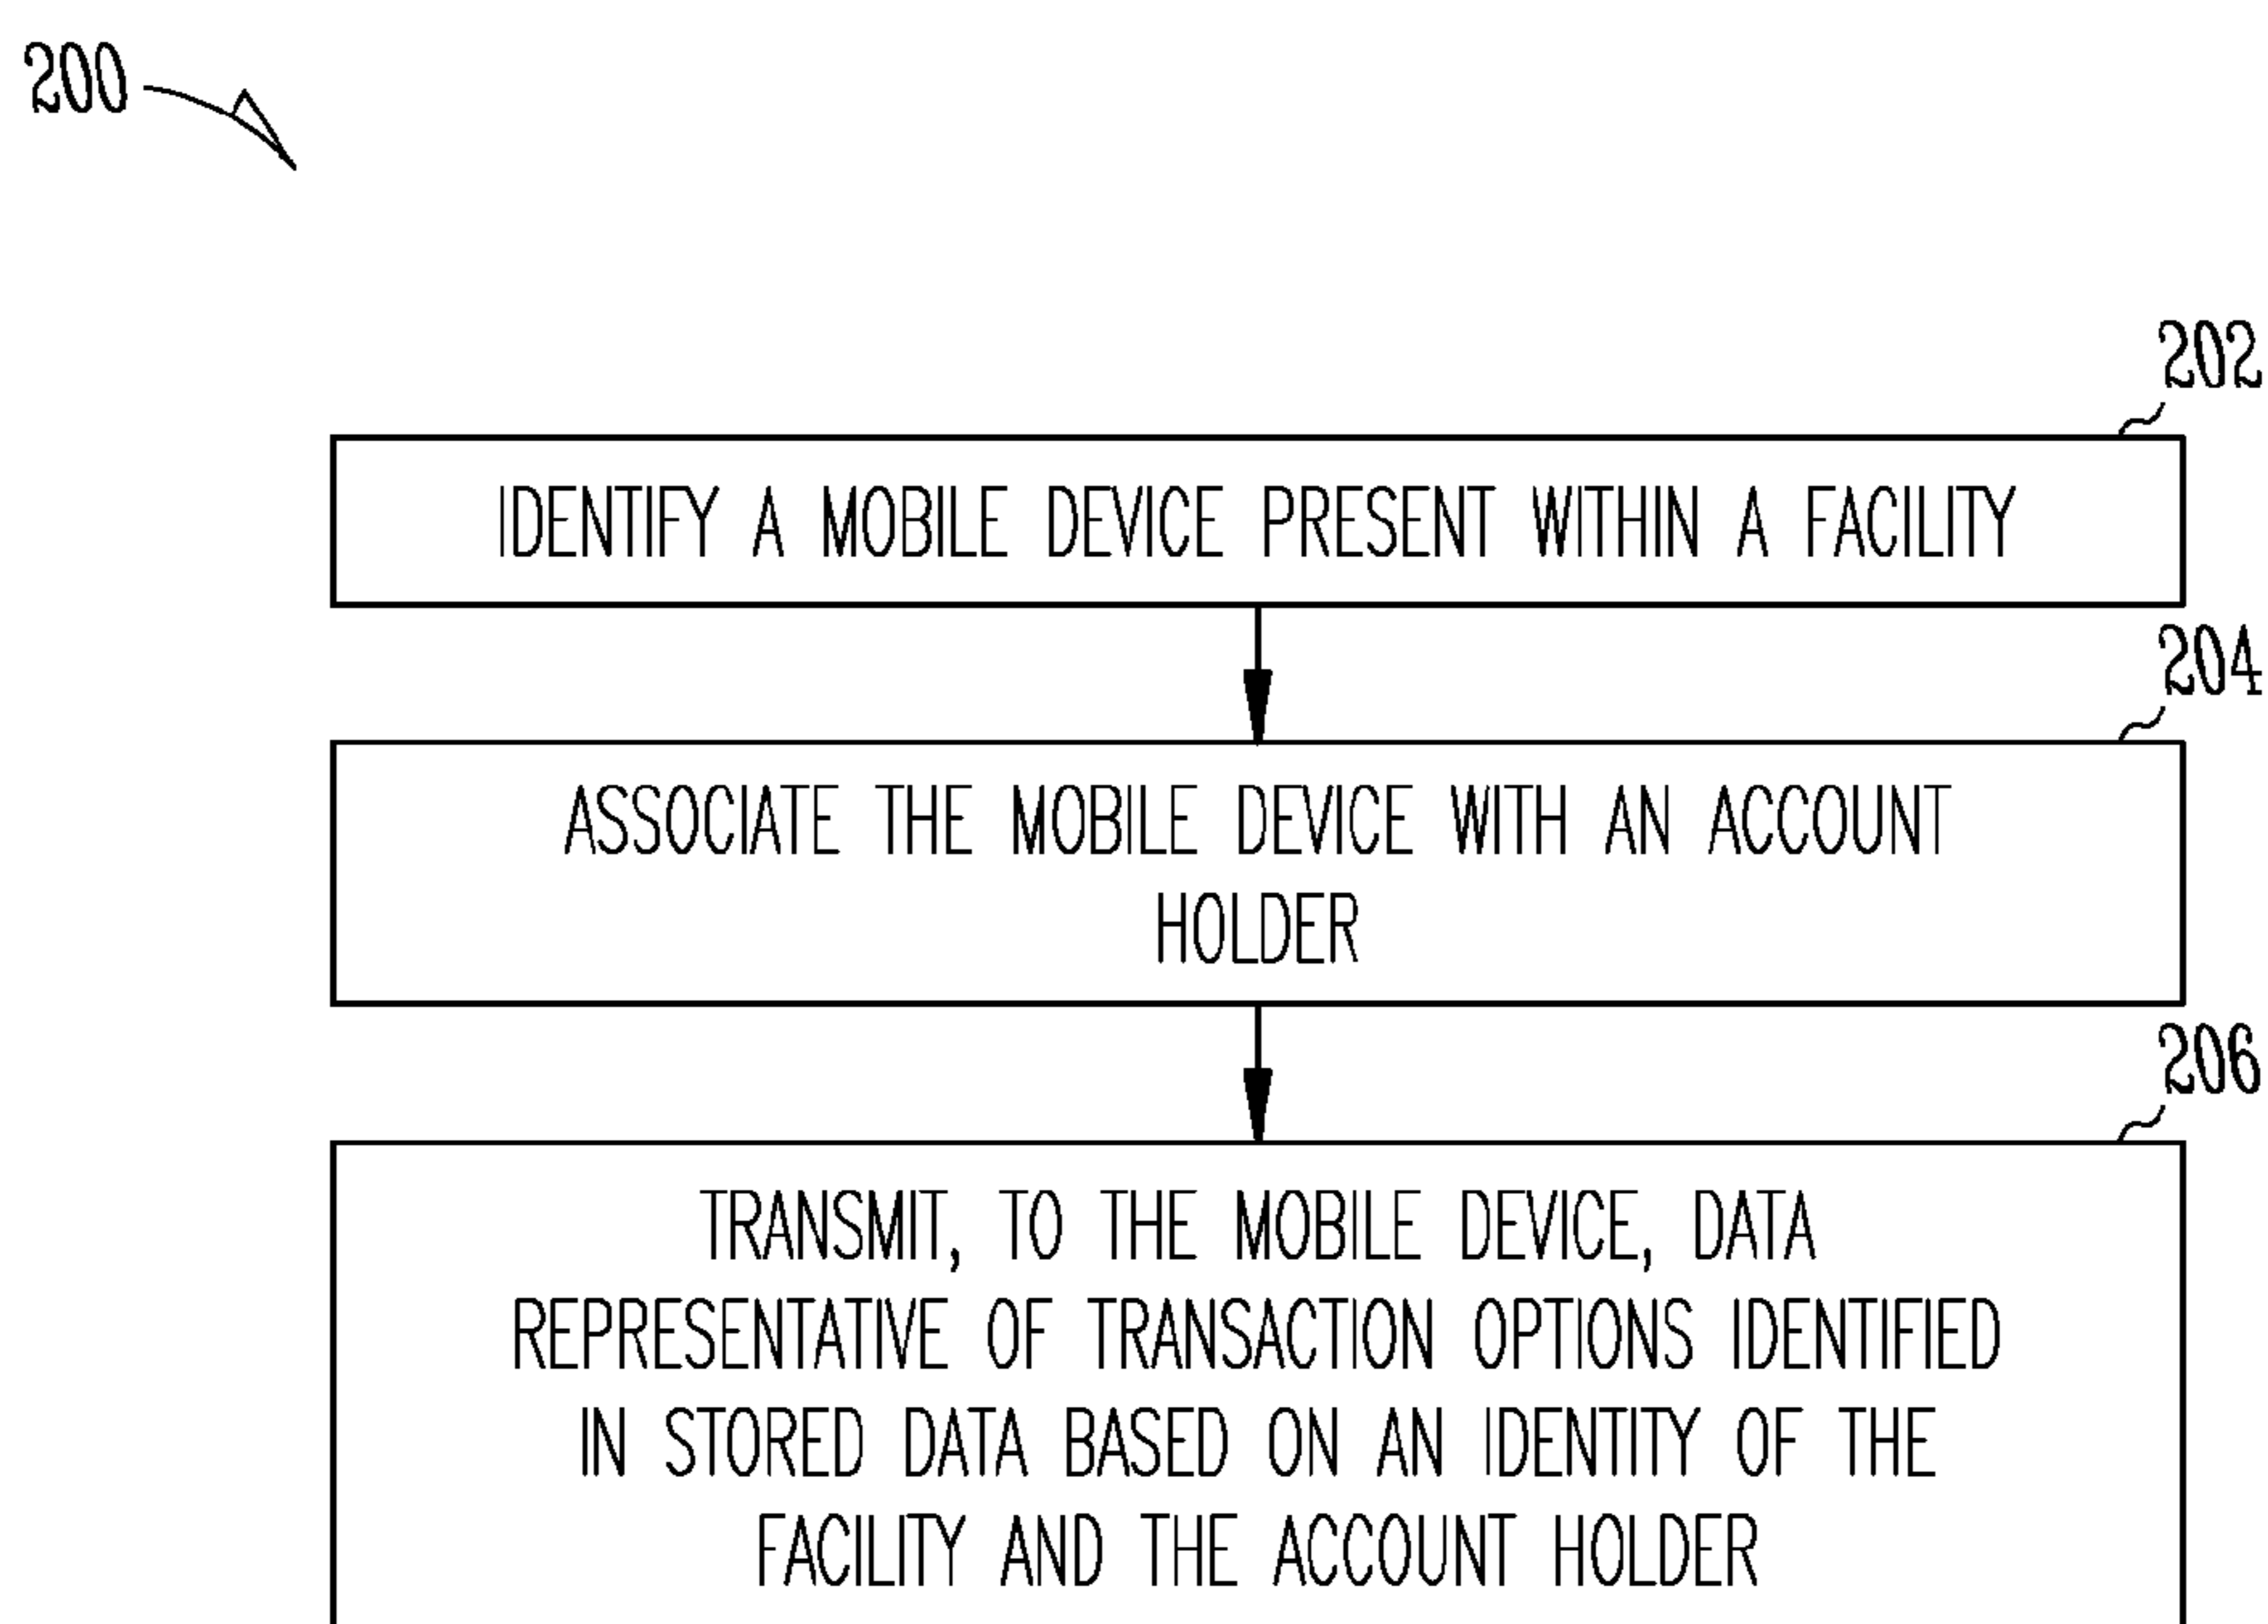 200
202
IDENTIFY A MOBILE DEVICE PRESENT WITHIN A FACILITY
204
ASSOCIATE THE MOBILE DEVICE WITH AN ACCOUNT
HOLDER
206
TRANSMIT, TO THE MOBILE DEVICE, DATA
REPRESENTATIVE OF TRANSACTION OPTIONS IDENTIFIED
IN STORED DATA BASED ON AN IDENTITY OF THE
FACILITY AND THE ACCOUNT HOLDER